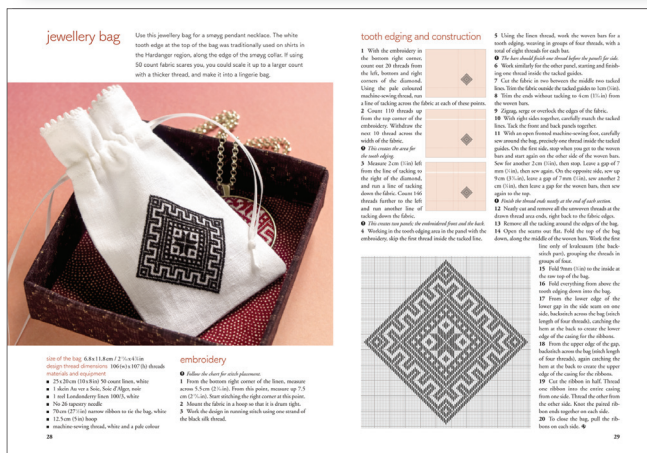 jewellery bag
Use this jewellery bag for a smøyg pendant necklace. The white
tooth edging at the top of the bag was traditionally used on shirts in
the Hardanger region, along the edges of the smøyg collar. If using
50 count fabric scares you, you could scale it up to a larger count
with a thicker thread, and make it into a lingerie bag.
size of the bag 6.8 x 11.8 cm / 2⅝ x 4⅝ in
design thread dimensions 106 (w) x 107 (h) threads
materials and equipment
25 x 20 cm (10 x 8 in) 50 count linen, white
1 skein Au ver a Soie, Soie d'Alger, noir
1 reel Londonderry linen 100/3, white
No 26 tapestry needle
70 cm (27½ in) narrow ribbon to tie the bag, white
12.5 cm (5 in) hoop
machine-sewing thread, white and a pale colour
28
embroidery
Follow the chart for stitch placement.
1 From the bottom right corner of the linen, measure
across 5.5 cm (2⅛ in). From this point, measure up 7.5
cm (2⅞ in). Start stitching the right corner at this point.
2 Mount the fabric in a hoop so that it is drum tight.
3 Work the design in running stitch using one strand of
the black silk thread.
tooth edging and construction
1 With the embroidery in
the bottom right corner,
count out 20 threads from
the left, bottom and right
corners of the diamond.
Using the pale coloured
machine-sewing thread, run
a line of tacking across the fabric at each of these points.
2 Count 110 threads up
from the top corner of the
embroidery. Withdraw the
next 10 thread across the
width of the fabric.
This creates the area for
the tooth edging.
3 Measure 2 cm (¾ in) left
from the line of tacking to
the right of the diamond,
and run a line of tacking
down the fabric. Count 146
threads further to the left
and run another line of
tacking down the fabric.
This creates two panels; the embroidered front and the back.
4 Working in the tooth edging area in the panel with the
embroidery, skip the first thread inside the tacked line.
5 Using the linen thread, work the woven bars for a
tooth edging, weaving in groups of four threads, with a
total of eight threads for each bar.
The bars should finish one thread before the panel's far side.
6 Work similarly for the other panel, starting and finish-
ing one thread inside the tacked guides.
7 Cut the fabric in two between the middle two tacked
lines. Trim the fabric outside the tacked guides to 1cm (⅜ in).
8 Trim the ends without tacking to 4 cm (1½ in) from
the woven bars.
9 Zigzag, serge or overlock the edges of the fabric.
10 With right sides together, carefully match the tacked
lines. Tack the front and back panels together.
11 With an open fronted machine-sewing foot, carefully
sew around the bag, precisely one thread inside the tacked
guides. On the first side, stop when you get to the woven
bars and start again on the other side of the woven bars.
Sew for another 2 cm (¾ in), then stop. Leave a gap of 7
mm (¼ in), then sew again. On the opposite side, sew up
9 cm (3½ in), leave a gap of 7 mm (¼ in), sew another 2
cm (¾ in), then leave a gap for the woven bars, then sew
again to the top.
Finish the thread ends neatly at the end of each section.
12 Neatly cut and remove all the unwoven threads at the
drawn thread area ends, right back to the fabric edges.
13 Remove all the tacking around the edges of the bag.
14 Open the seams out flat. Fold the top of the bag
down, along the middle of the woven bars. Work the first
line only of kvalesaum (the back-
stitch part), grouping the threads in
groups of four.
15 Fold 9mm (⅜ in) to the inside at
the raw top of the bag.
16 Fold everything from above the
tooth edging down into the bag.
17 From the lower edge of the
lower gap in the side seam on one
side, backstitch across the bag (stitch
length of four threads), catching the
hem at the back to create the lower
edge of the casing for the ribbons.
18 From the upper edge of the gap,
backstitch across the bag (stitch length
of four threads), again catching the
hem at the back to create the upper
edge of the casing for the ribbons.
19 Cut the ribbon in half. Thread
one ribbon into the entire casing
from one side. Thread the other from
the other side. Knot the paired rib-
bon ends together on each side.
20 To close the bag, pull the rib-
bons on each side.
29